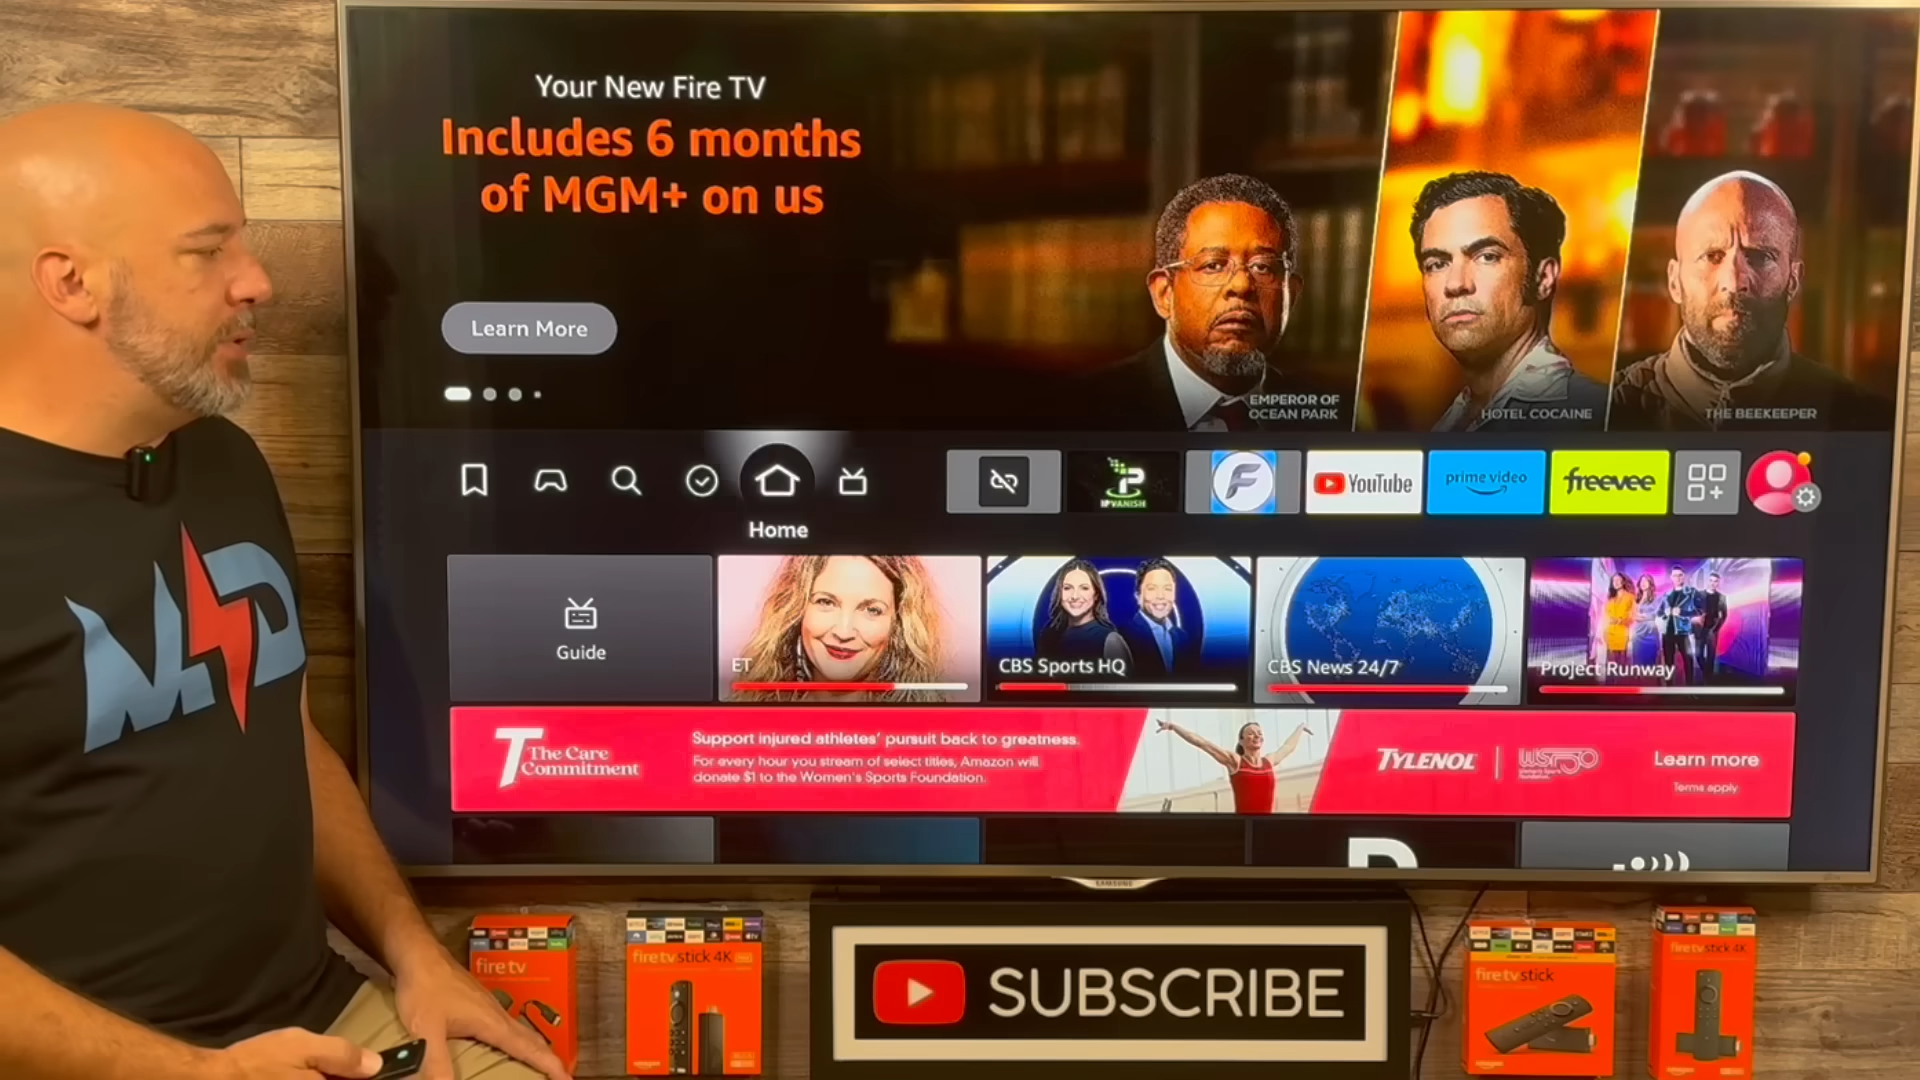 Your New Fire TV
Includes 6 months
of MGM+ on us
Learn More
EMPEROR OF
OCEAN PARK
HOTEL COCAINE
THE BEEKEEPER
IPVANISH
F
YouTube
prime video
freevee
Home
Guide
ET
CBS Sports HQ
CBS News 24/7
Project Runway
MD
T The Care
Commitment
Support injured athletes' pursuit back to greatness.
For every hour you stream of select titles, Amazon will
donate $1 to the Women's Sports Foundation.
TYLENOL
WSF50
Learn more
Terms apply
SAMSUNG
fire tv
fire tv stick 4K
SUBSCRIBE
fire tv stick
fire tv stick 4K